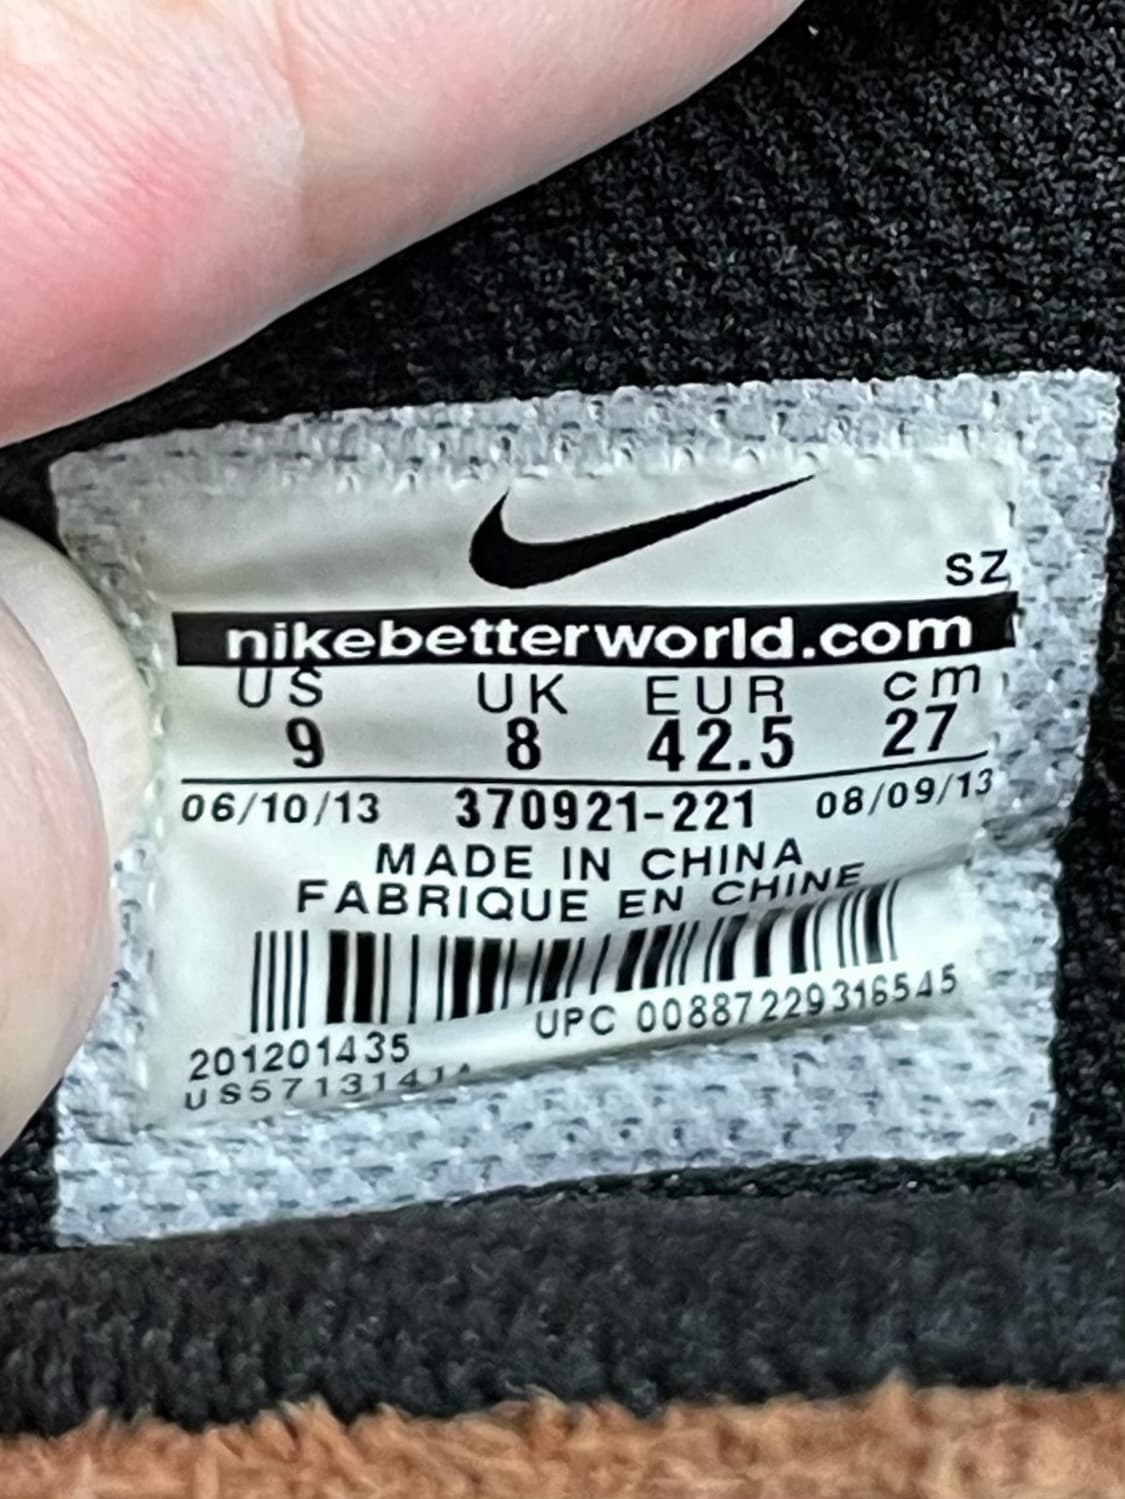 SZ
nikebetterworld.com
US UK EUR cm
9 8 42.5 27
06/10/13 370921-221 08/09/13
MADE IN CHINA
FABRIQUE EN CHINE
UPC 00887229316545
201201435